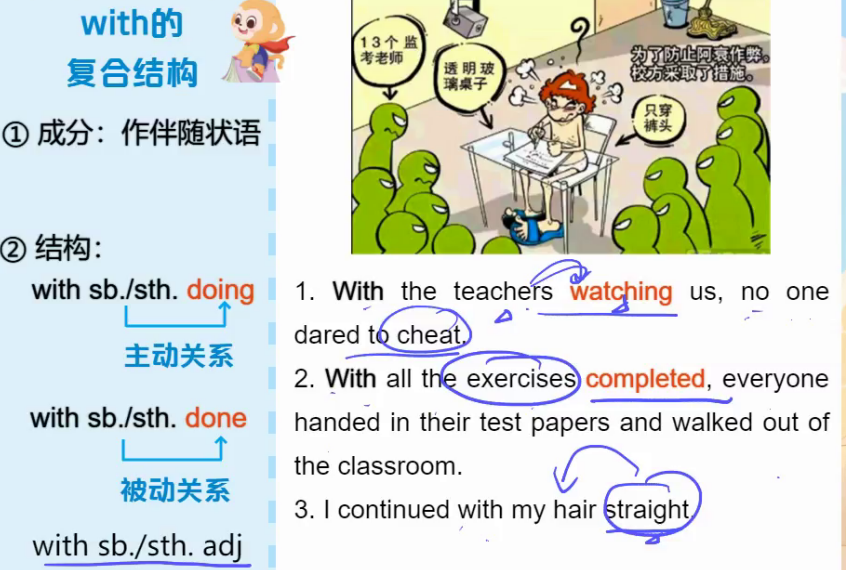 with的
复合结构
① 成分：作伴随状语
② 结构：
with sb./sth. doing
主动关系
with sb./sth. done
被动关系
with sb./sth. adj
13个监
考老师
透明玻
璃桌子
为了防止阿衰作弊。
校方采取了措施。
只穿
裤头
1. With the teachers watching us, no one
dared to cheat.
2. With all the exercises completed, everyone
handed in their test papers and walked out of
the classroom.
3. I continued with my hair straight.